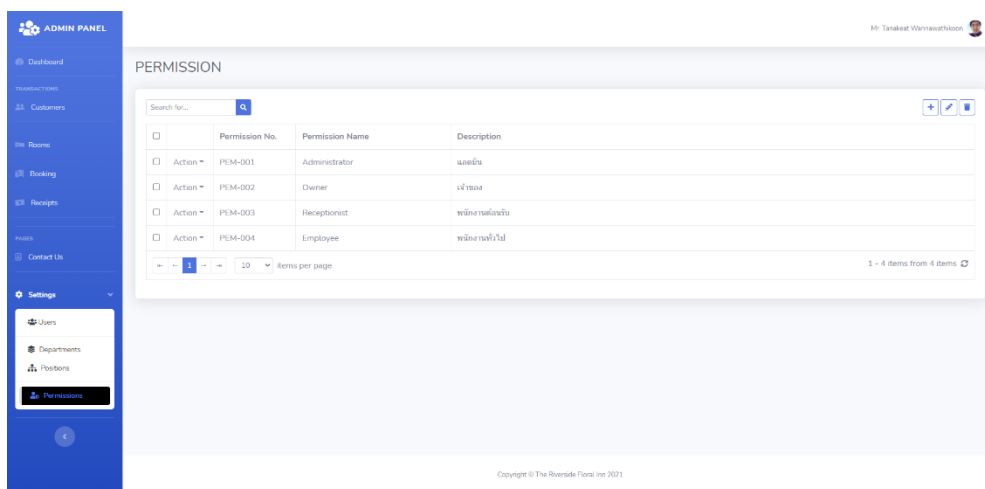 ADMIN PANEL
Mr. Tanakeat Wannawathikoon
Dashboard
TRANSACTIONS
Customers
Rooms
Booking
Receipts
PAGES
Contact Us
Settings
Users
Departments
Positions
Permissions
PERMISSION
Search for...
Permission No. Permission Name Description
Action PEM-001 Administrator แอดมิน
Action PEM-002 Owner เจ้าของ
Action PEM-003 Receptionist พนักงานต้อนรับ
Action PEM-004 Employee พนักงานทั่วไป
1 10 items per page 1 - 4 items from 4 items
Copyright © The Riverside Floral Inn 2021